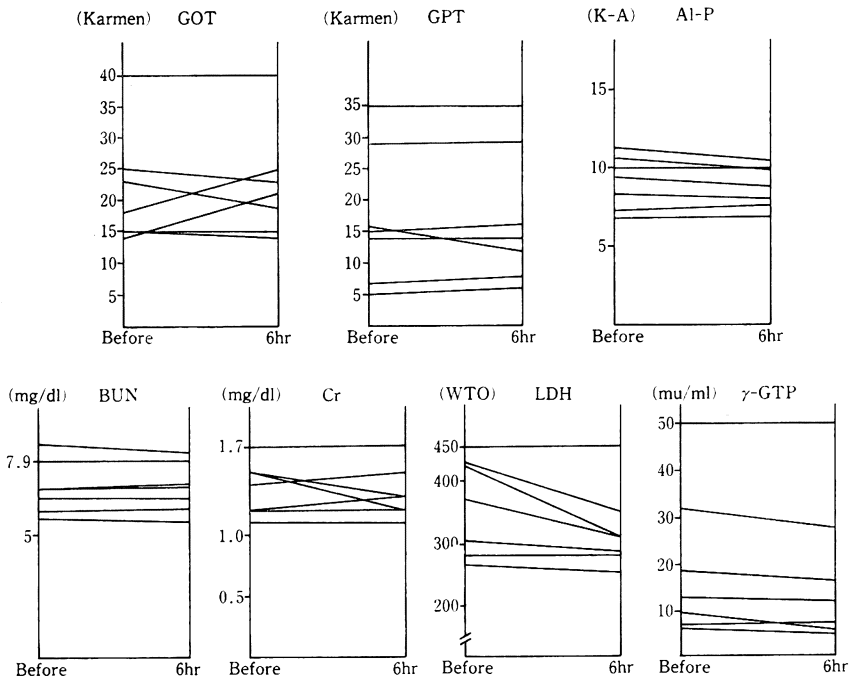 (Karmen) GOT
40
35
30
25
20
15
10
5
Before 6hr
(Karmen) GPT
35
30
25
20
15
10
5
Before 6hr
(K-A) Al-P
15
10
5
Before 6hr
(mg/dl) BUN
7.9
5
Before 6hr
(mg/dl) Cr
1.7
1.0
0.5
Before 6hr
(WTO) LDH
450
400
300
200
Before 6hr
(mu/ml) γ-GTP
50
40
30
20
10
Before 6hr